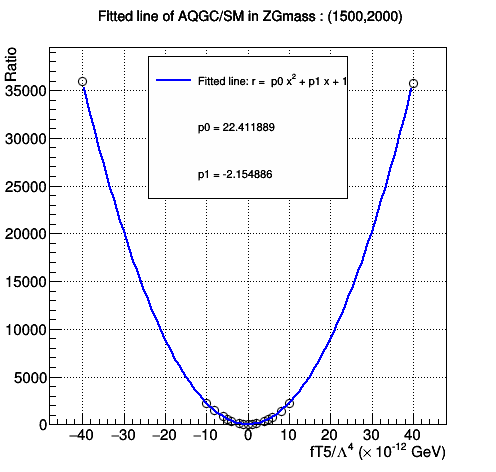 FItted line of AQGC/SM in ZGmass : (1500,2000)
Ratio
35000
30000
25000
20000
15000
10000
5000
0
Fitted line: r = p0 x² + p1 x + 1
p0 = 22.411889
p1 = -2.154886
−40 −30 −20 −10 0 10 20 30 40
fT5/Λ⁴ (× 10⁻¹² GeV)